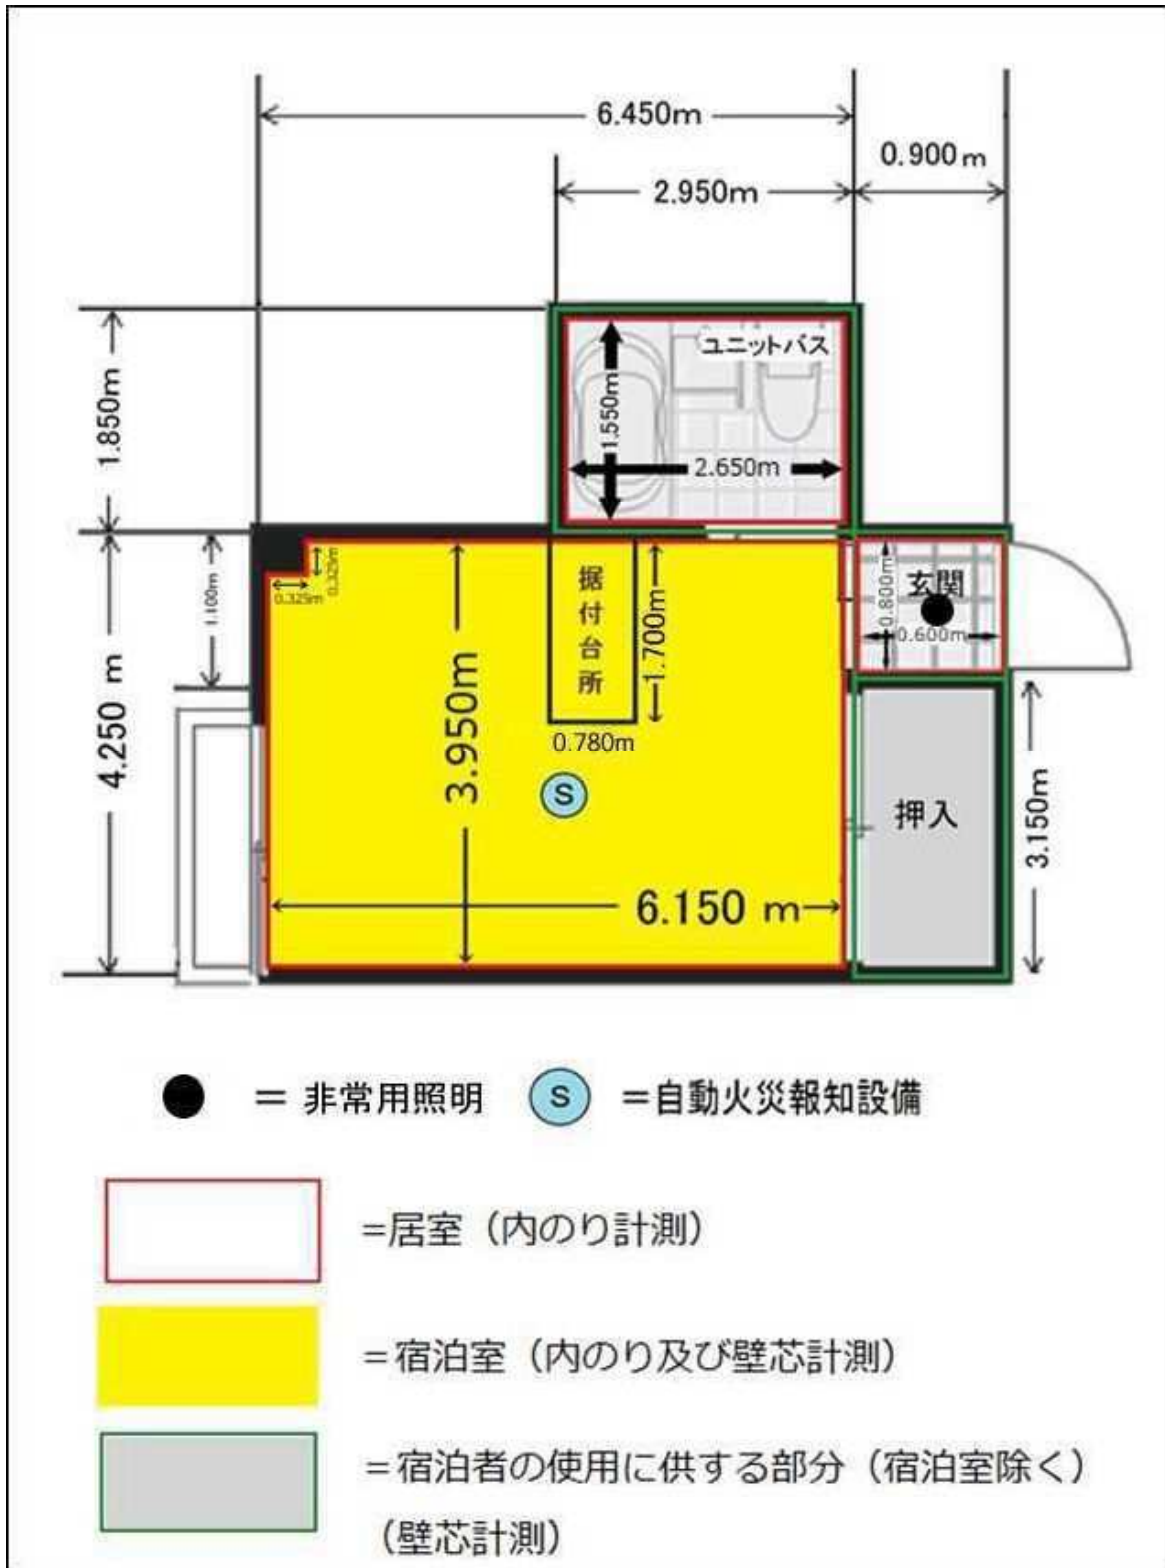 6.450m
0.900m
2.950m
ユニットバス
1.850m
1.550m
2.650m
0.325m
0.325m
1.100m
据付台所
1.700m
0.800m
玄関
0.600m
4.250 m
3.950m
0.780m
S
押入
3.150m
6.150 m
= 非常用照明 S =自動火災報知設備
=居室（内のり計測）
=宿泊室（内のり及び壁芯計測）
=宿泊者の使用に供する部分（宿泊室除く）
（壁芯計測）